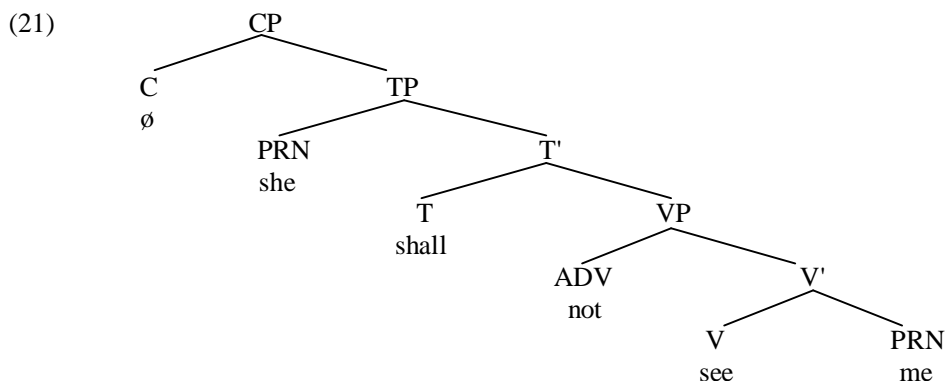 (21) CP
C TP
ø
PRN T'
she
T VP
shall
ADV V'
not
V PRN
see me